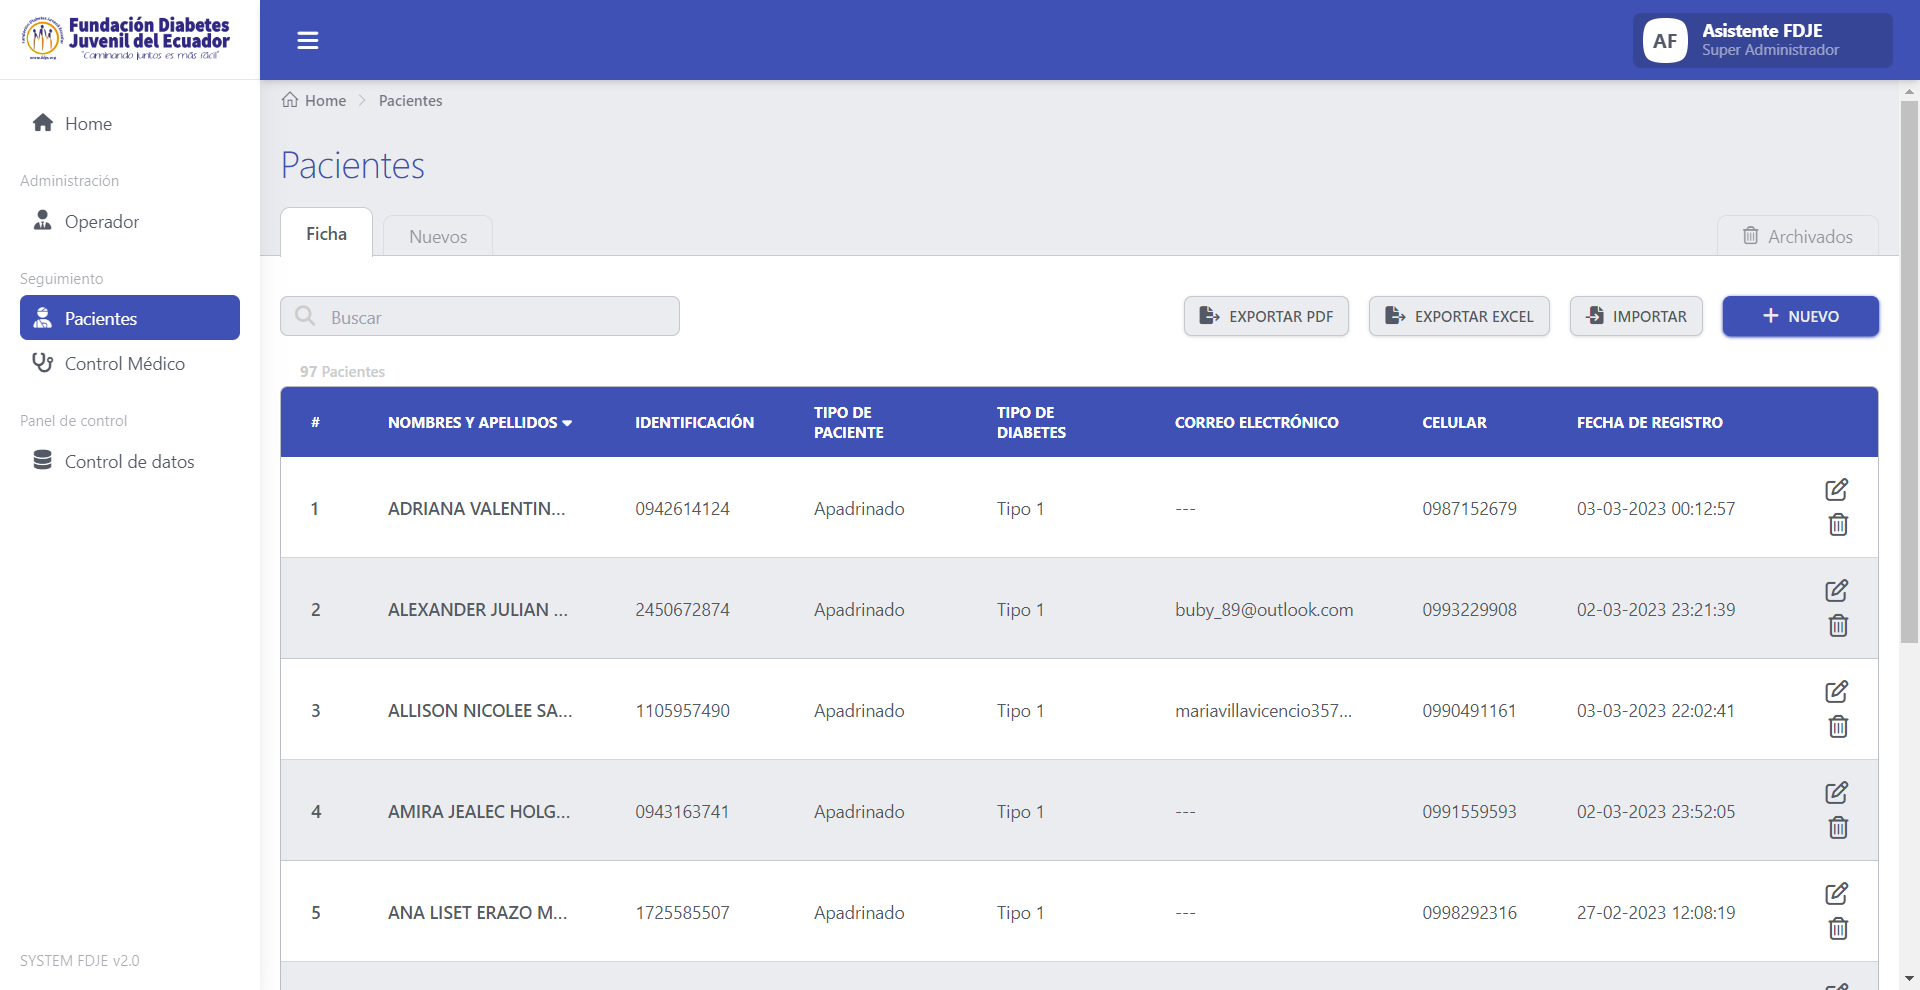 Fundación Diabetes
Juvenil del Ecuador
"Caminando juntos es más fácil"
AF
Asistente FDJE
Super Administrador
Home
Administración
Operador
Seguimiento
Pacientes
Control Médico
Panel de control
Control de datos
SYSTEM FDJE v2.0
Home
Pacientes
Pacientes
Ficha
Nuevos
Archivados
Buscar
EXPORTAR PDF
EXPORTAR EXCEL
IMPORTAR
NUEVO
97 Pacientes
# NOMBRES Y APELLIDOS IDENTIFICACIÓN TIPO DE PACIENTE TIPO DE DIABETES CORREO ELECTRÓNICO CELULAR FECHA DE REGISTRO
1 ADRIANA VALENTIN... 0942614124 Apadrinado Tipo 1 --- 0987152679 03-03-2023 00:12:57
2 ALEXANDER JULIAN ... 2450672874 Apadrinado Tipo 1 buby_89@outlook.com 0993229908 02-03-2023 23:21:39
3 ALLISON NICOLEE SA... 1105957490 Apadrinado Tipo 1 mariavillavicencio357... 0990491161 03-03-2023 22:02:41
4 AMIRA JEALEC HOLG... 0943163741 Apadrinado Tipo 1 --- 0991559593 02-03-2023 23:52:05
5 ANA LISET ERAZO M... 1725585507 Apadrinado Tipo 1 --- 0998292316 27-02-2023 12:08:19